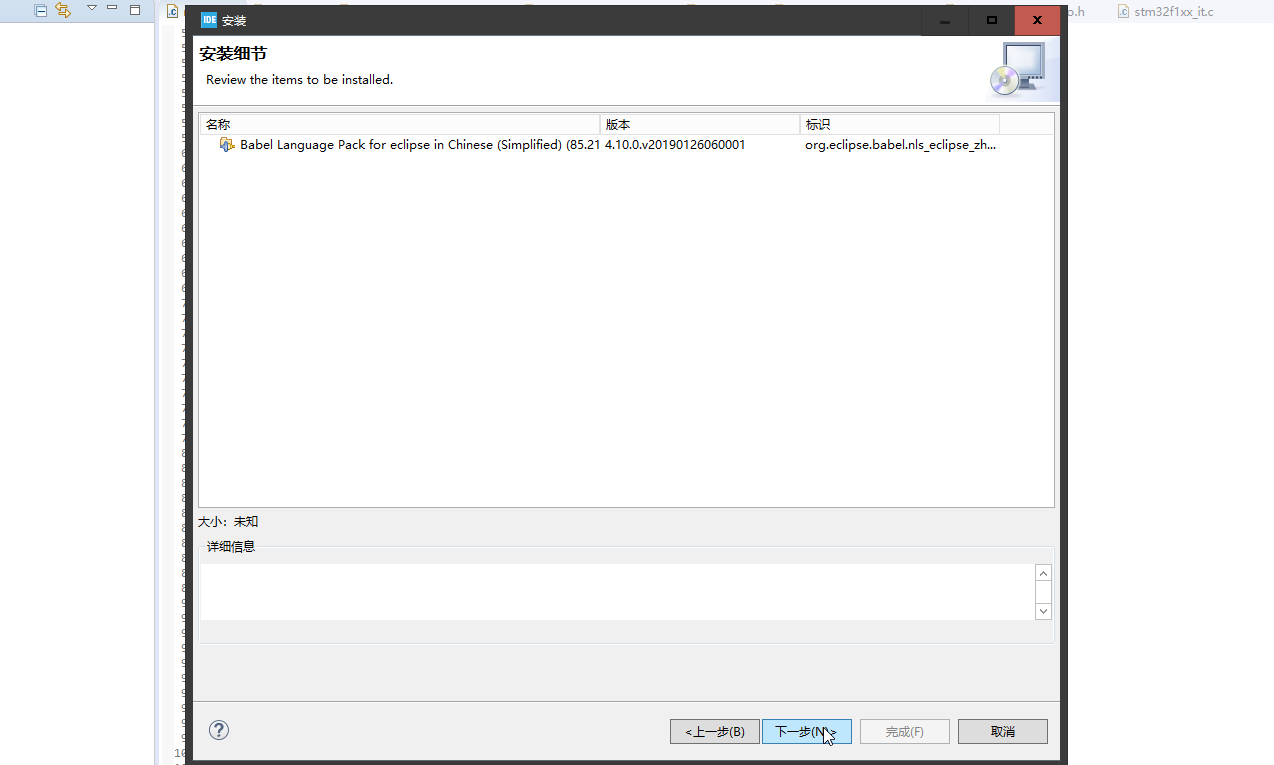 IDE 安装
o.h
stm32f1xx_it.c
安装细节
Review the items to be installed.
名称 版本 标识
Babel Language Pack for eclipse in Chinese (Simplified) (85.21 4.10.0.v20190126060001 org.eclipse.babel.nls_eclipse_zh...
大小：未知
详细信息
<上一步(B) 下一步(N)> 完成(F) 取消